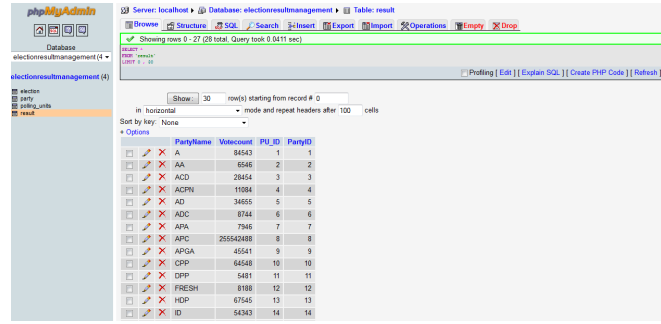 phpMyAdmin
Database
electionresultmanagement (4
electionresultmanagement (4)
election
party
polling_units
result
Server: localhost Database: electionresultmanagement Table: result
Browse Structure SQL Search Insert Export Import Operations Empty Drop
Showing rows 0 - 27 (28 total, Query took 0.0411 sec)
SELECT *
FROM `result`
LIMIT 0 , 30
Profiling [ Edit ] [ Explain SQL ] [ Create PHP Code ] [ Refresh ]
Show : 30 row(s) starting from record # 0
in horizontal mode and repeat headers after 100 cells
Sort by key: None
+ Options
PartyName Votecount PU_ID PartyID
A 84543 1 1
AA 6546 2 2
ACD 28454 3 3
ACPN 11084 4 4
AD 34655 5 5
ADC 8744 6 6
APA 7946 7 7
APC 255542488 8 8
APGA 45541 9 9
CPP 64548 10 10
DPP 5481 11 11
FRESH 8188 12 12
HDP 67545 13 13
ID 54343 14 14